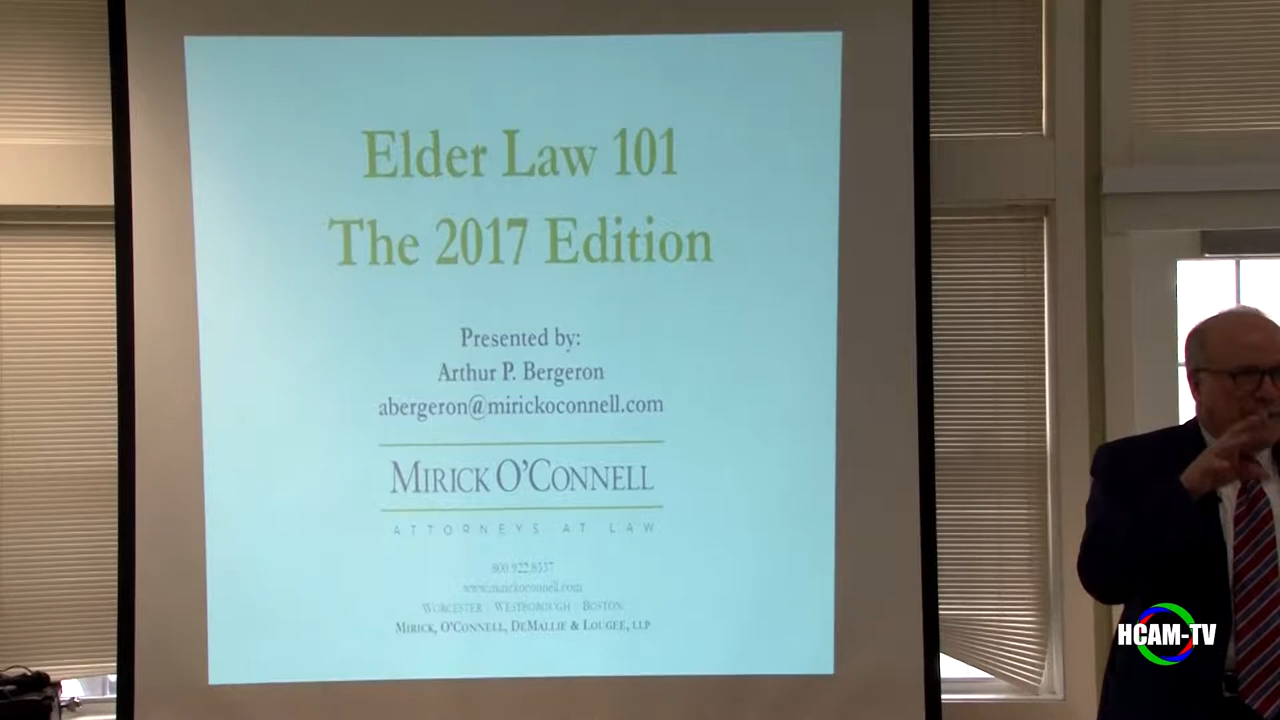 Elder Law 101
The 2017 Edition
Presented by:
Arthur P. Bergeron
abergeron@mirickoconnell.com
MIRICK O'CONNELL
ATTORNEYS AT LAW
800.922.8337
www.mirickoconnell.com
WORCESTER WESTBOROUGH BOSTON
MIRICK, O'CONNELL, DEMALLIE & LOUGEE, LLP
HCAM-TV